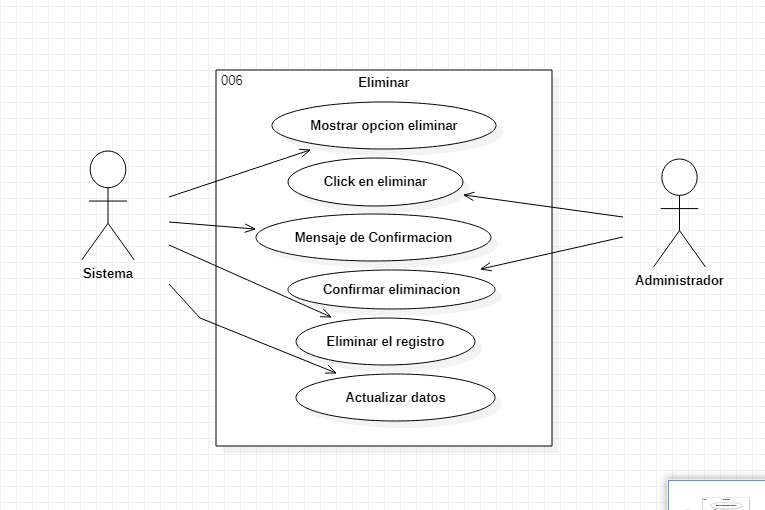 006
Eliminar
Mostrar opcion eliminar
Click en eliminar
Mensaje de Confirmacion
Confirmar eliminacion
Eliminar el registro
Actualizar datos
Sistema
Administrador